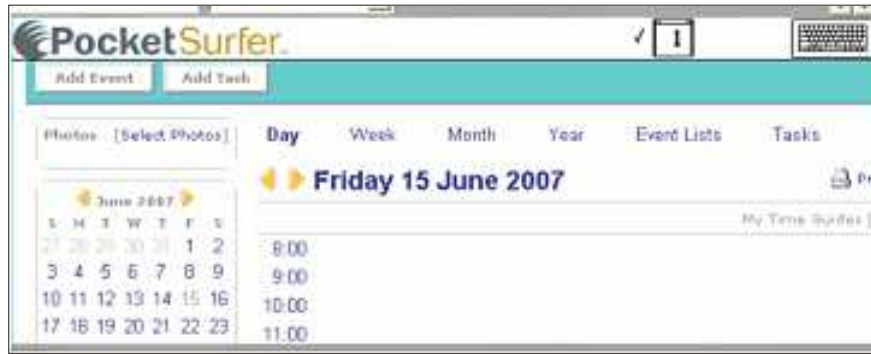 PocketSurfer
1
Add Event Add Task
Photos [Select Photos] Day Week Month Year Event Lists Tasks
Friday 15 June 2007
June 2007
My Time Guides [
S M T W T F S
27 28 29 30 31 1 2
8:00
3 4 5 6 7 8 9
9:00
10 11 12 13 14 15 16
10:00
17 18 19 20 21 22 23
11:00